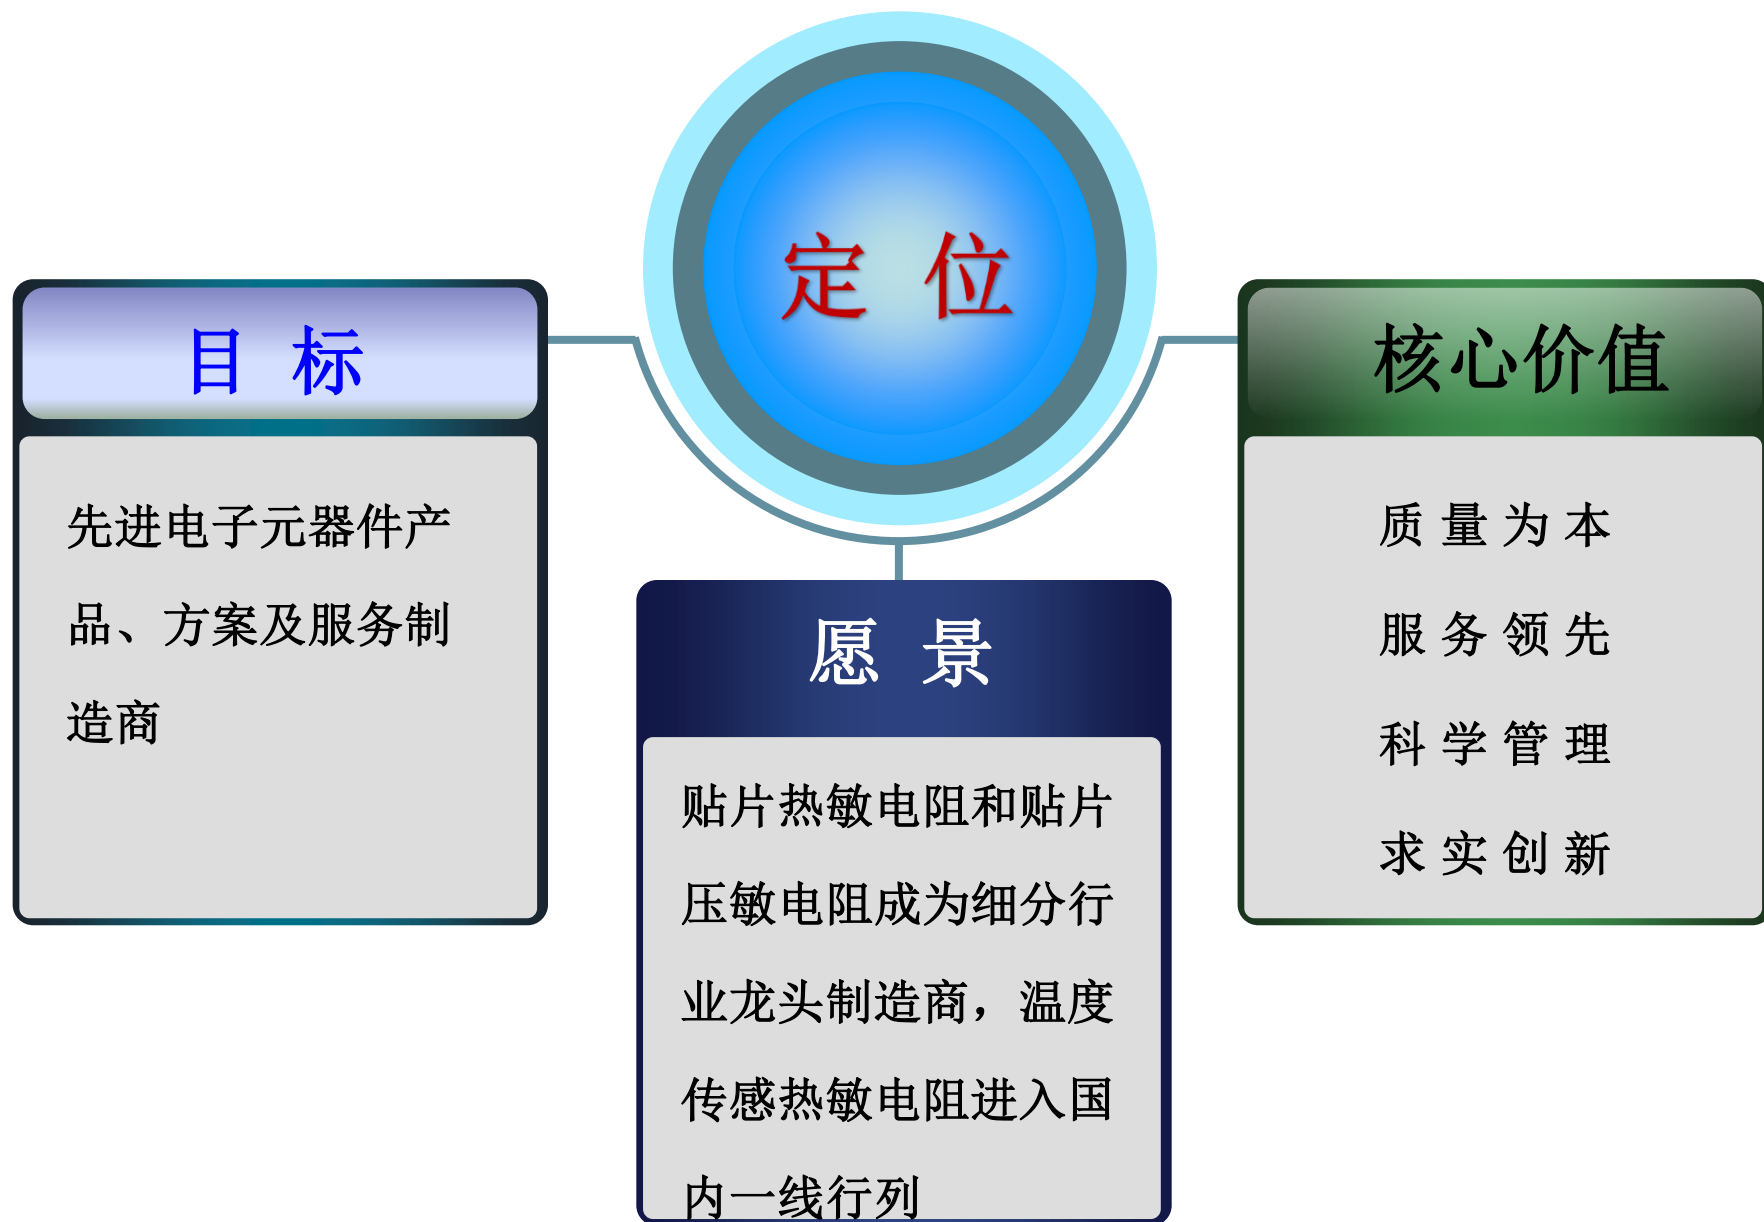 定 位
目 标
先进电子元器件产
品、方案及服务制
造商
愿 景
贴片热敏电阻和贴片
压敏电阻成为细分行
业龙头制造商，温度
传感热敏电阻进入国
内一线行列
核心价值
质 量 为 本
服 务 领 先
科 学 管 理
求 实 创 新